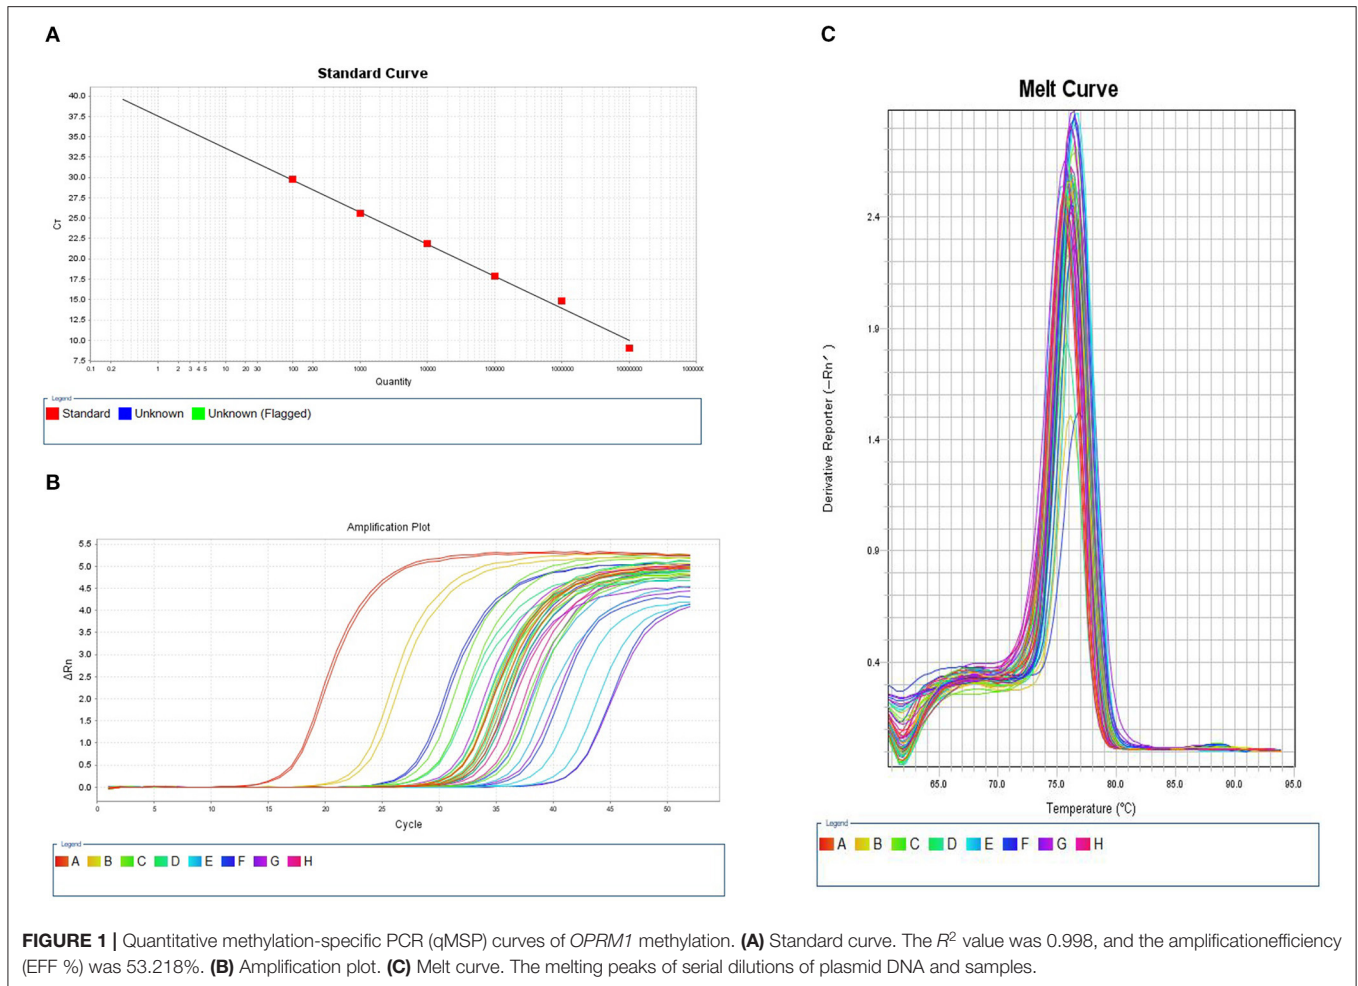 A
Standard Curve
40.0
37.5
35.0
32.5
30.0
27.5
25.0
22.5
20.0
17.5
15.0
12.5
10.0
7.5
CT
0.1 0.2 1 2 3 4 5 10 20 30 100 200 1000 10000 100000 1000000 10000000 100000(
Quantity
Legend
Standard Unknown Unknown (Flagged)
B
Amplification Plot
5.5
5.0
4.5
4.0
3.5
3.0
2.5
2.0
1.5
1.0
0.5
0.0
ΔRn
0 5 10 15 20 25 30 35 40 45 50
Cycle
Legend
A B C D E F G H
C
Melt Curve
2.4
1.9
1.4
0.9
0.4
Derivative Reporter (–Rn′)
65.0 70.0 75.0 80.0 85.0 90.0 95.0
Temperature (°C)
Legend
A B C D E F G H
FIGURE 1 | Quantitative methylation-specific PCR (qMSP) curves of OPRM1 methylation. (A) Standard curve. The R² value was 0.998, and the amplificationefficiency
(EFF %) was 53.218%. (B) Amplification plot. (C) Melt curve. The melting peaks of serial dilutions of plasmid DNA and samples.